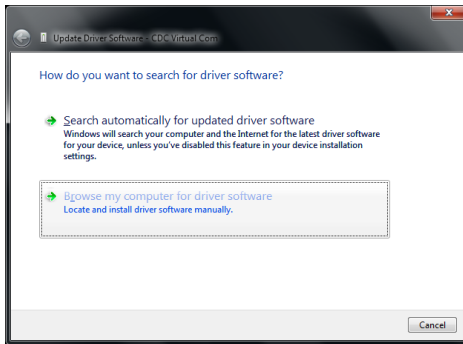 Update Driver Software - CDC Virtual Com
How do you want to search for driver software?
Search automatically for updated driver software
Windows will search your computer and the Internet for the latest driver software
for your device, unless you've disabled this feature in your device installation
settings.
Browse my computer for driver software
Locate and install driver software manually.
Cancel